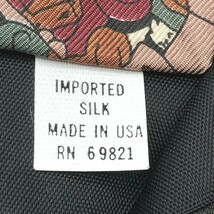 IMPORTED
SILK
MADE IN USA
RN 69821